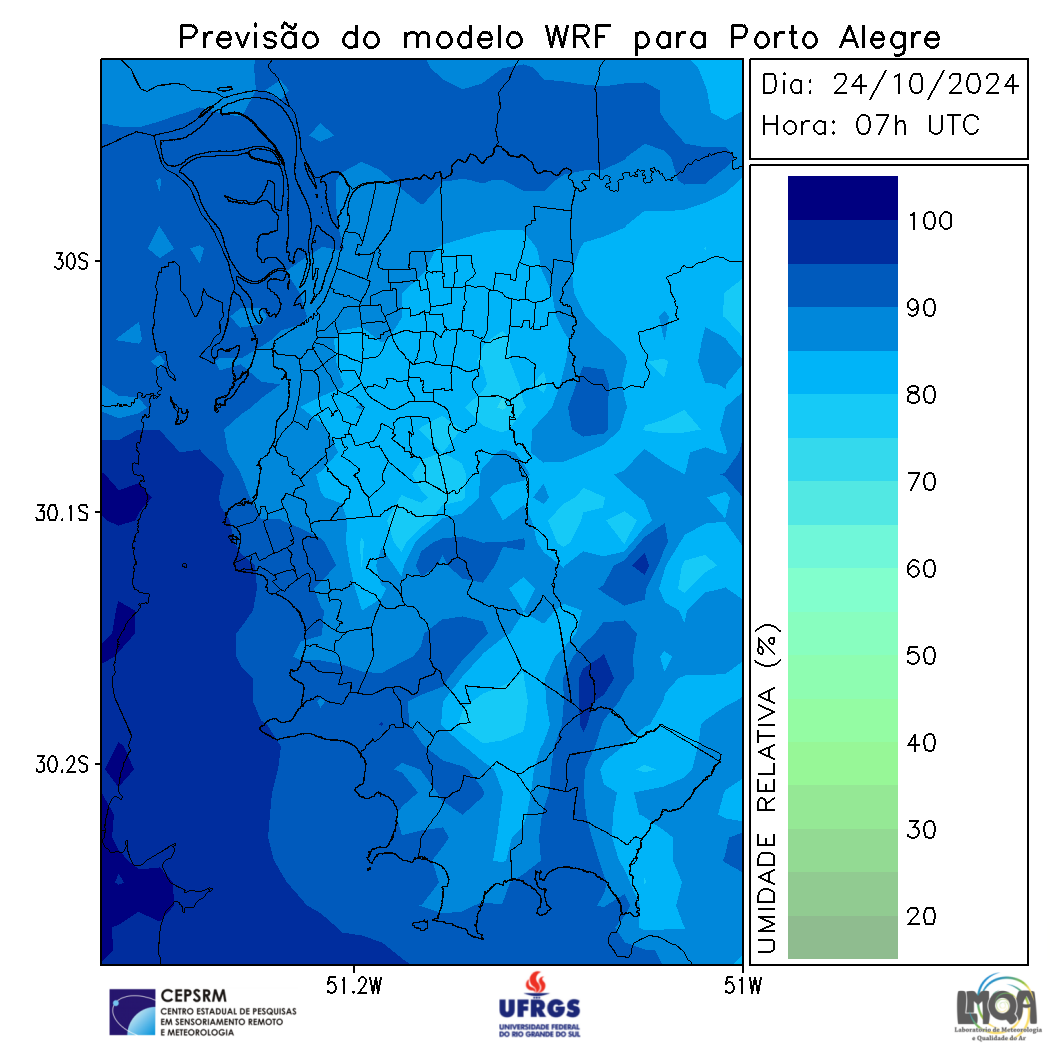 Previsão do modelo WRF para Porto Alegre
Dia: 24/10/2024
Hora: 07h UTC
100
90
80
70
60
50
40
30
20
UMIDADE RELATIVA (%)
30S
30.1S
30.2S
51.2W
51W
CEPSRM
CENTRO ESTADUAL DE PESQUISAS
EM SENSORIAMENTO REMOTO
E METEOROLOGIA
UFRGS
UNIVERSIDADE FEDERAL
DO RIO GRANDE DO SUL
LMQA
Laboratório de Meteorologia
e Qualidade do Ar